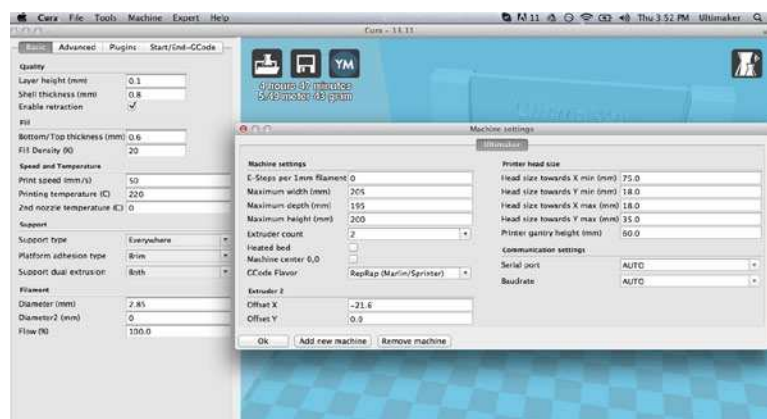 Cura File Tools Machine Expert Help
Thu 3:52 PM Ultimaker
Cura - 13.11
Basic Advanced Plugins Start/End-GCode
Quality
Layer height (mm) 0.1
Shell thickness (mm) 0.8
Enable retraction
Fill
Bottom/Top thickness (mm) 0.6
Fill Density (%) 20
Speed and Temperature
Print speed (mm/s) 50
Printing temperature (C) 220
2nd nozzle temperature (C) 0
Support
Support type Everywhere
Platform adhesion type Brim
Support dual extrusion Both
Filament
Diameter (mm) 2.85
Diameter2 (mm) 0
Flow (%) 100.0
YM
4 hours 47 minutes
5.49 meter 43 gram
Machine settings
Ultimaker
Machine settings
E-Steps per 1mm filament 0
Maximum width (mm) 205
Maximum depth (mm) 195
Maximum height (mm) 200
Extruder count 2
Heated bed
Machine center 0,0
GCode Flavor RepRap (Marlin/Sprinter)
Extruder 2
Offset X -21.6
Offset Y 0.0
Printer head size
Head size towards X min (mm) 75.0
Head size towards Y min (mm) 18.0
Head size towards X max (mm) 18.0
Head size towards Y max (mm) 35.0
Printer gantry height (mm) 60.0
Communication settings
Serial port AUTO
Baudrate AUTO
Ok Add new machine Remove machine